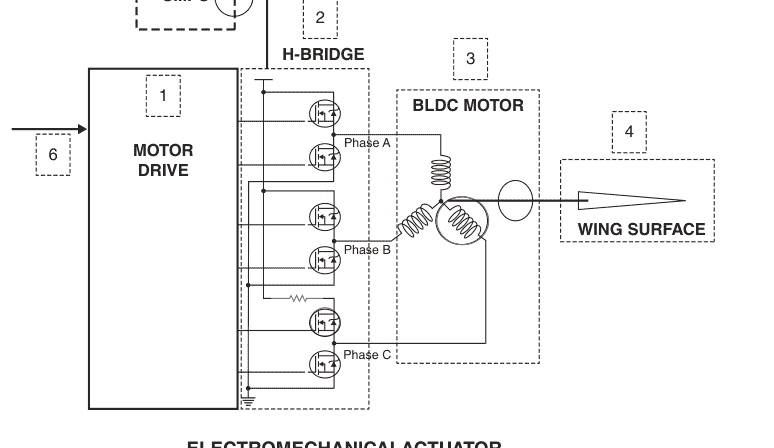 2
H-BRIDGE
3
1
BLDC MOTOR
4
6
MOTOR
DRIVE
Phase A
WING SURFACE
Phase B
Phase C
ELECTROMECHANICAL ACTUATOR